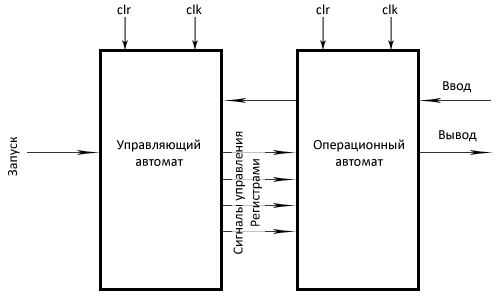 clr
clk
clr
clk
Ввод
Управляющий
автомат
Операционный
автомат
Вывод
Запуск
Сигналы управления
Регистрами